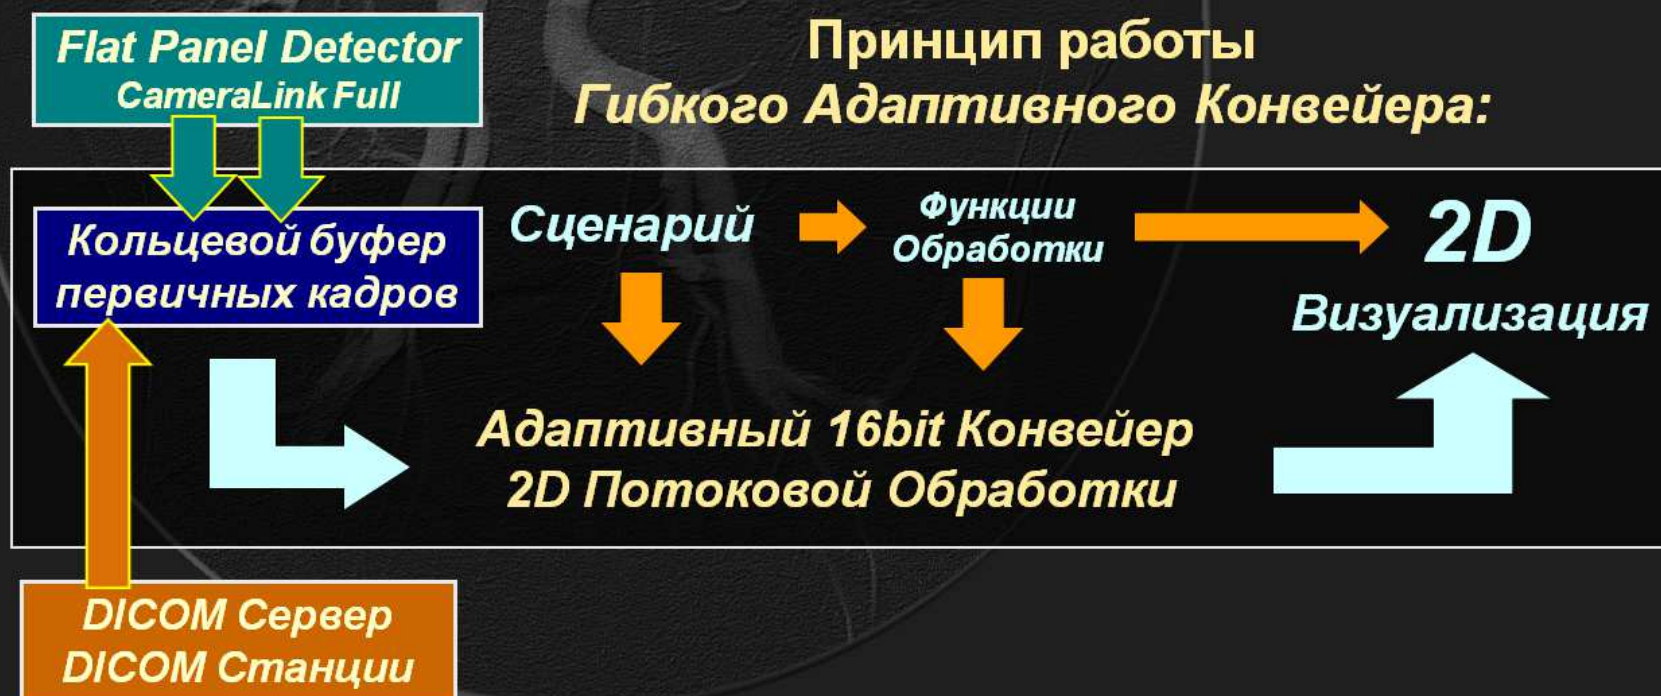 Flat Panel Detector
CameraLink Full
Принцип работы
Гибкого Адаптивного Конвейера:
Кольцевой буфер
первичных кадров
Сценарий
Функции
Обработки
2D
Визуализация
Адаптивный 16bit Конвейер
2D Потоковой Обработки
DICOM Сервер
DICOM Станции